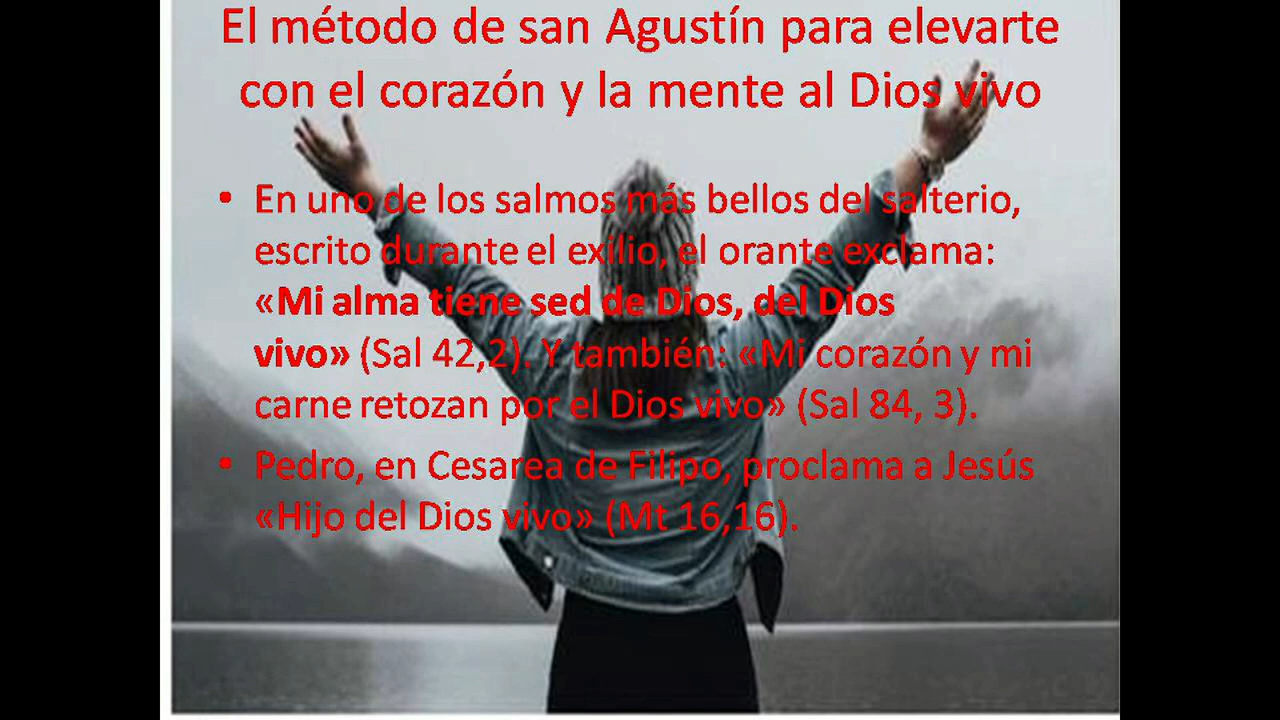 El método de san Agustín para elevarte
con el corazón y la mente al Dios vivo
• En uno de los salmos más bellos del salterio,
escrito durante el exilio, el orante exclama:
«Mi alma tiene sed de Dios, del Dios
vivo» (Sal 42,2). Y también: «Mi corazón y mi
carne retozan por el Dios vivo» (Sal 84, 3).
• Pedro, en Cesarea de Filipo, proclama a Jesús
«Hijo del Dios vivo» (Mt 16,16).